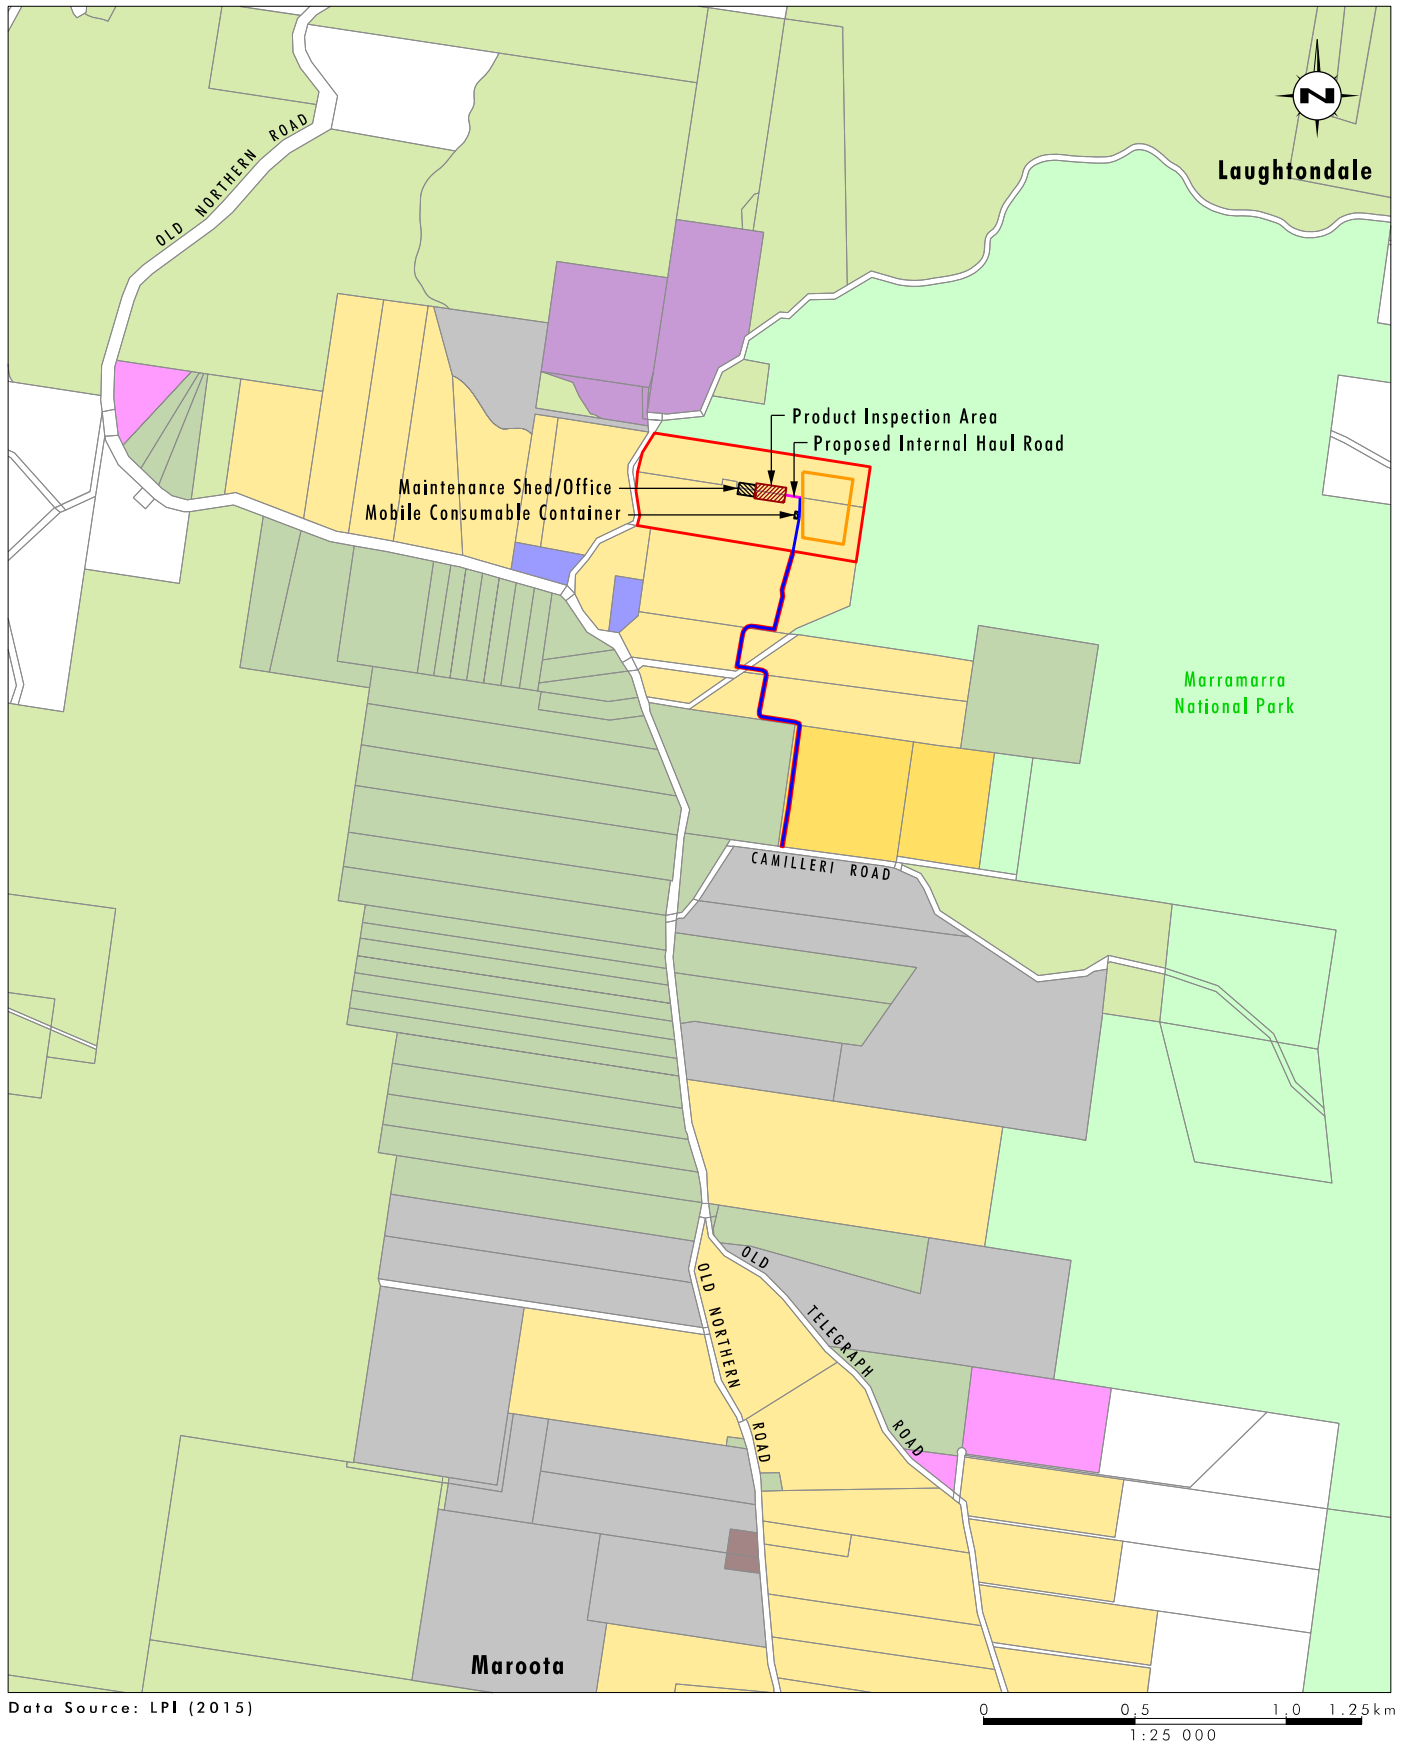 N
Laughtondale
OLD NORTHERN ROAD
Product Inspection Area
Proposed Internal Haul Road
Maintenance Shed/Office
Mobile Consumable Container
Marramarra
National Park
CAMILLERI ROAD
OLD TELEGRAPH ROAD
OLD NORTHERN ROAD
Maroota
Data Source: LPI (2015)
0 0.5 1.0 1.25km
1:25 000